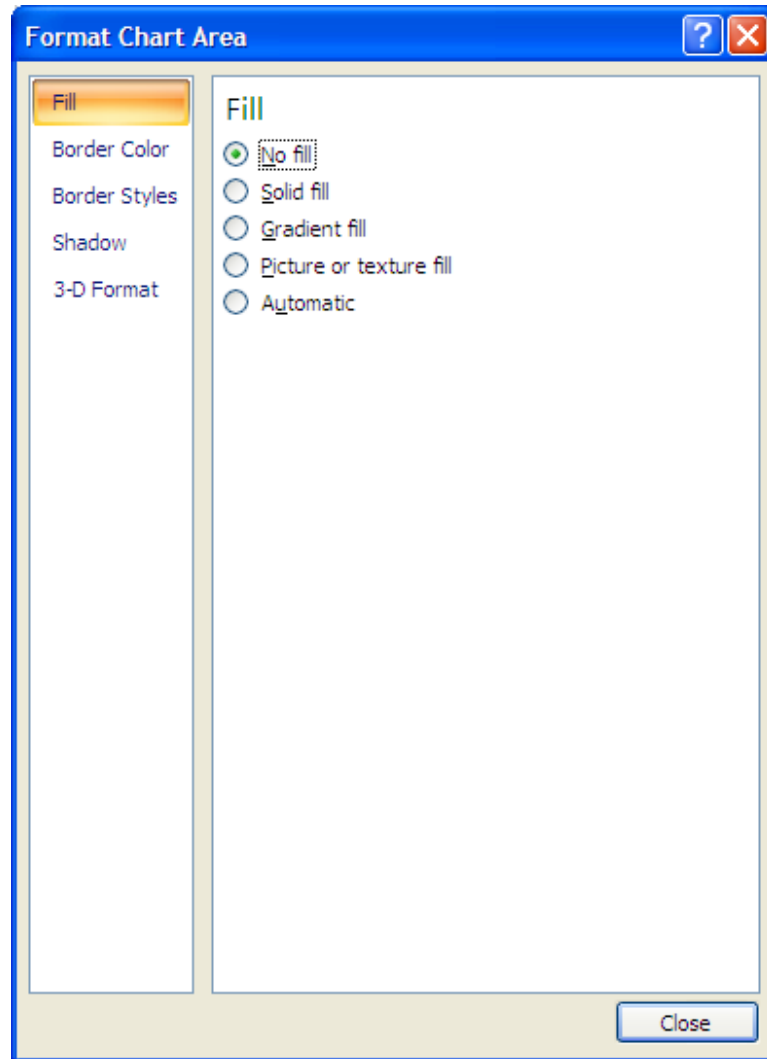 Format Chart Area
Fill
Border Color
Border Styles
Shadow
3-D Format
Fill
No fill
Solid fill
Gradient fill
Picture or texture fill
Automatic
Close